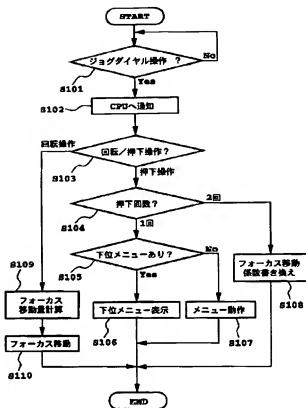 START
ジョグダイヤル操作 ?
No
S101
Yes
S102
CPUへ通知
回転操作
回転/押下操作?
S103
押下操作
押下回数?
2回
S104
1回
下位メニューあり?
No
S105
Yes
S109
フォーカス
移動量計算
フォーカス移動
係数書き換え
S108
下位メニュー表示
メニュー動作
S106
S107
フォーカス移動
S110
END